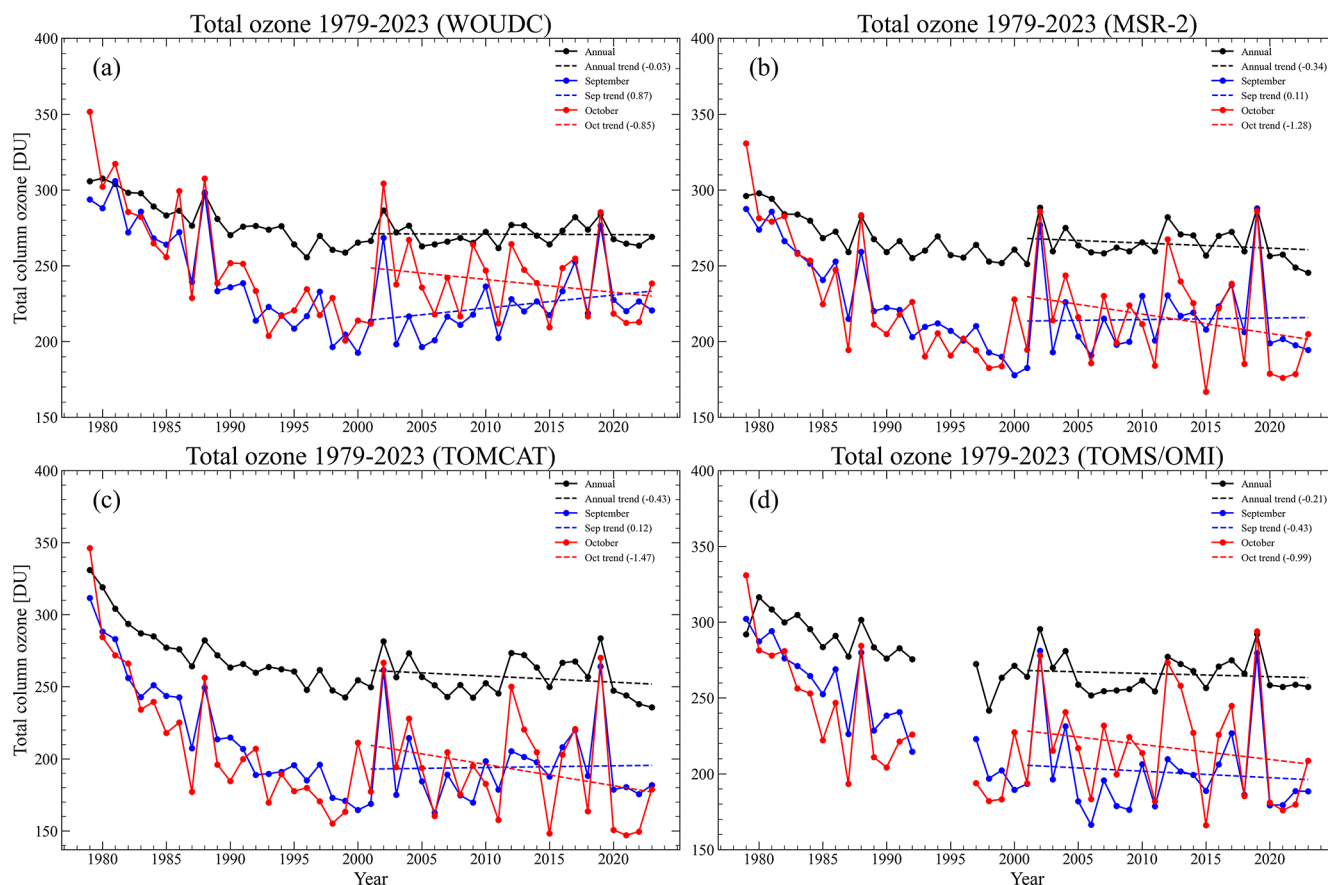 Total ozone 1979-2023 (WOUDC)
(a)
Annual
Annual trend (-0.03)
September
Sep trend (0.87)
October
Oct trend (-0.85)
400
350
300
250
200
150
Total column ozone [DU]
1980 1985 1990 1995 2000 2005 2010 2015 2020
Total ozone 1979-2023 (MSR-2)
(b)
Annual
Annual trend (-0.34)
September
Sep trend (0.11)
October
Oct trend (-1.28)
400
350
300
250
200
150
1980 1985 1990 1995 2000 2005 2010 2015 2020
Total ozone 1979-2023 (TOMCAT)
(c)
Annual
Annual trend (-0.43)
September
Sep trend (0.12)
October
Oct trend (-1.47)
400
350
300
250
200
150
Total column ozone [DU]
1980 1985 1990 1995 2000 2005 2010 2015 2020
Year
Total ozone 1979-2023 (TOMS/OMI)
(d)
Annual
Annual trend (-0.21)
September
Sep trend (-0.43)
October
Oct trend (-0.99)
400
350
300
250
200
150
1980 1985 1990 1995 2000 2005 2010 2015 2020
Year